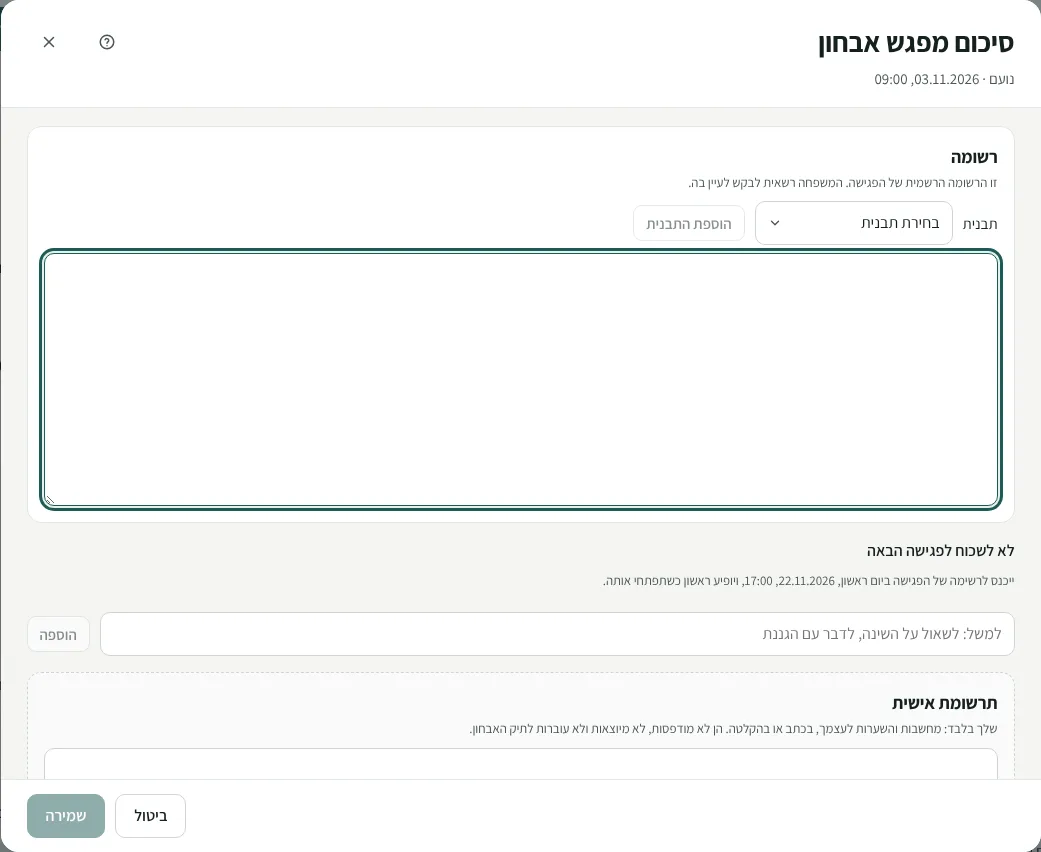 סיכום מפגש אבחון
נועם · 03.11.2026, 09:00
רשומה
זו הרשומה הרשמית של הפגישה. המשפחה רשאית לבקש לעיין בה.
תבנית
בחירת תבנית
הוספת התבנית
לא לשכוח לפגישה הבאה
ייכנס לרשימה של הפגישה ביום ראשון, 22.11.2026, 17:00, ויופיע ראשון כשתפתחי אותה.
למשל: לשאול על השינה, לדבר עם הגננת
הוספה
תרשומת אישית
שלך בלבד: מחשבות והשערות לעצמך, בכתב או בהקלטה. הן לא מודפסות, לא מיוצאות ולא עוברות לתיק האבחון.
ביטול
שמירה